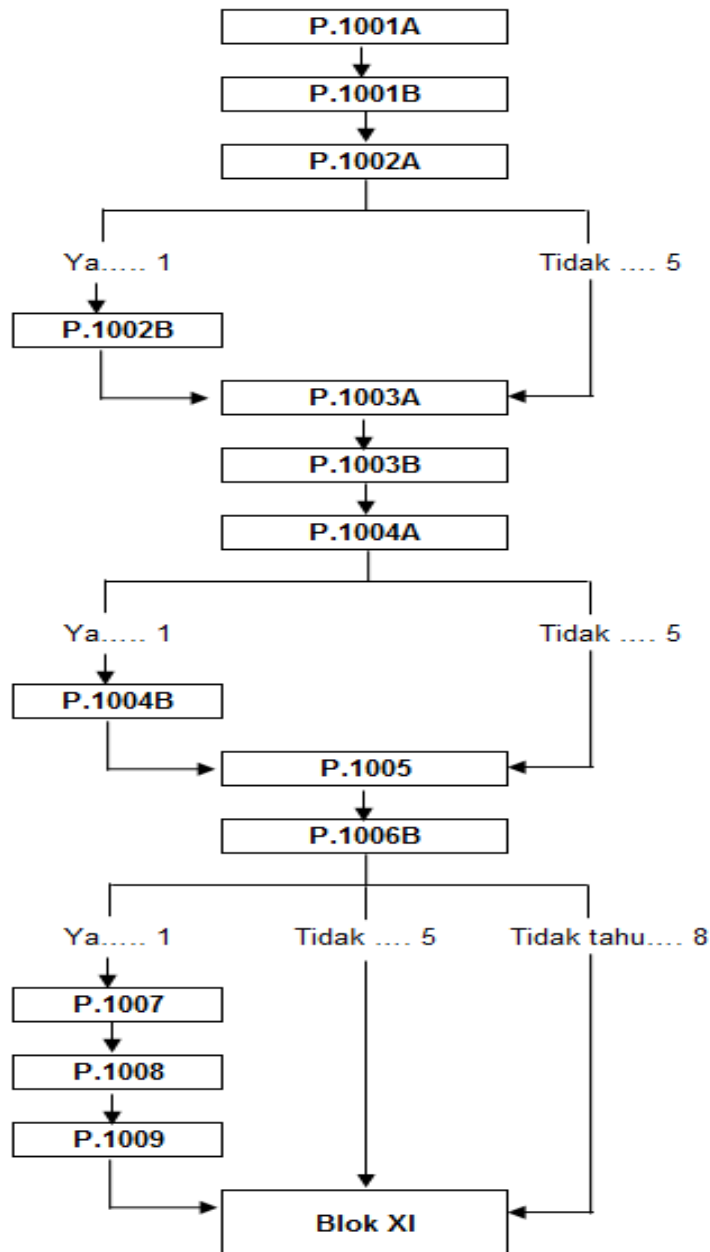 P.1001A
P.1001B
P.1002A
Ya..... 1
Tidak .... 5
P.1002B
P.1003A
P.1003B
P.1004A
Ya..... 1
Tidak .... 5
P.1004B
P.1005
P.1006B
Ya..... 1
Tidak .... 5
Tidak tahu.... 8
P.1007
P.1008
P.1009
Blok XI